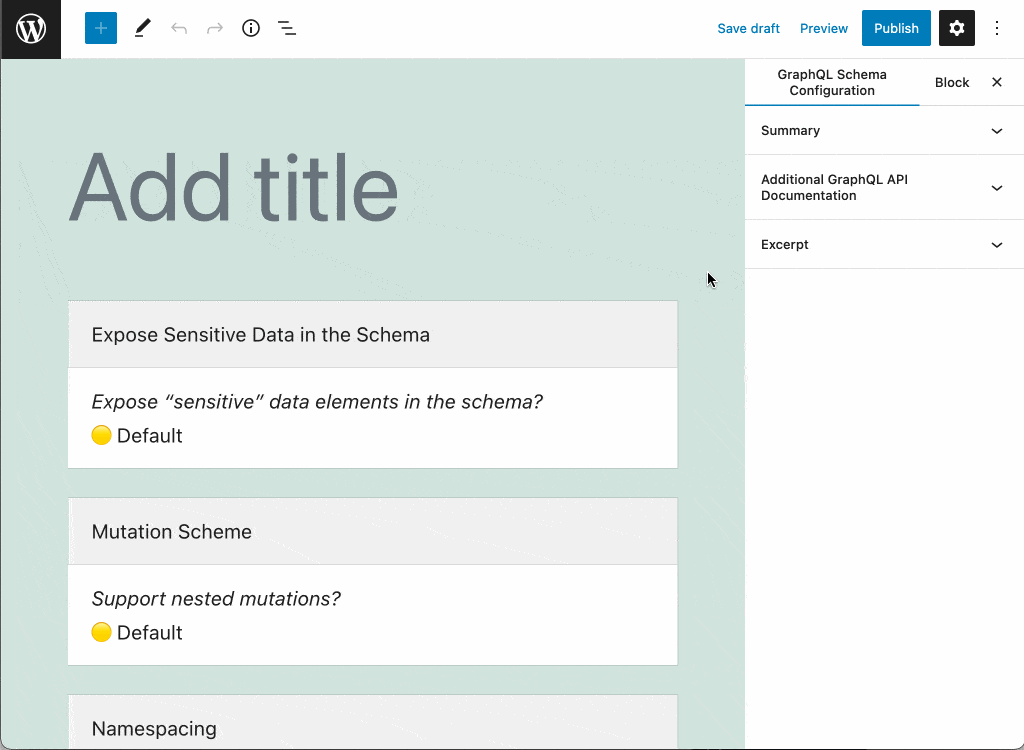 Save draft
Preview
Publish
GraphQL Schema
Configuration
Block
Summary
Additional GraphQL API
Documentation
Excerpt
Add title
Expose Sensitive Data in the Schema
Expose “sensitive” data elements in the schema?
Default
Mutation Scheme
Support nested mutations?
Default
Namespacing